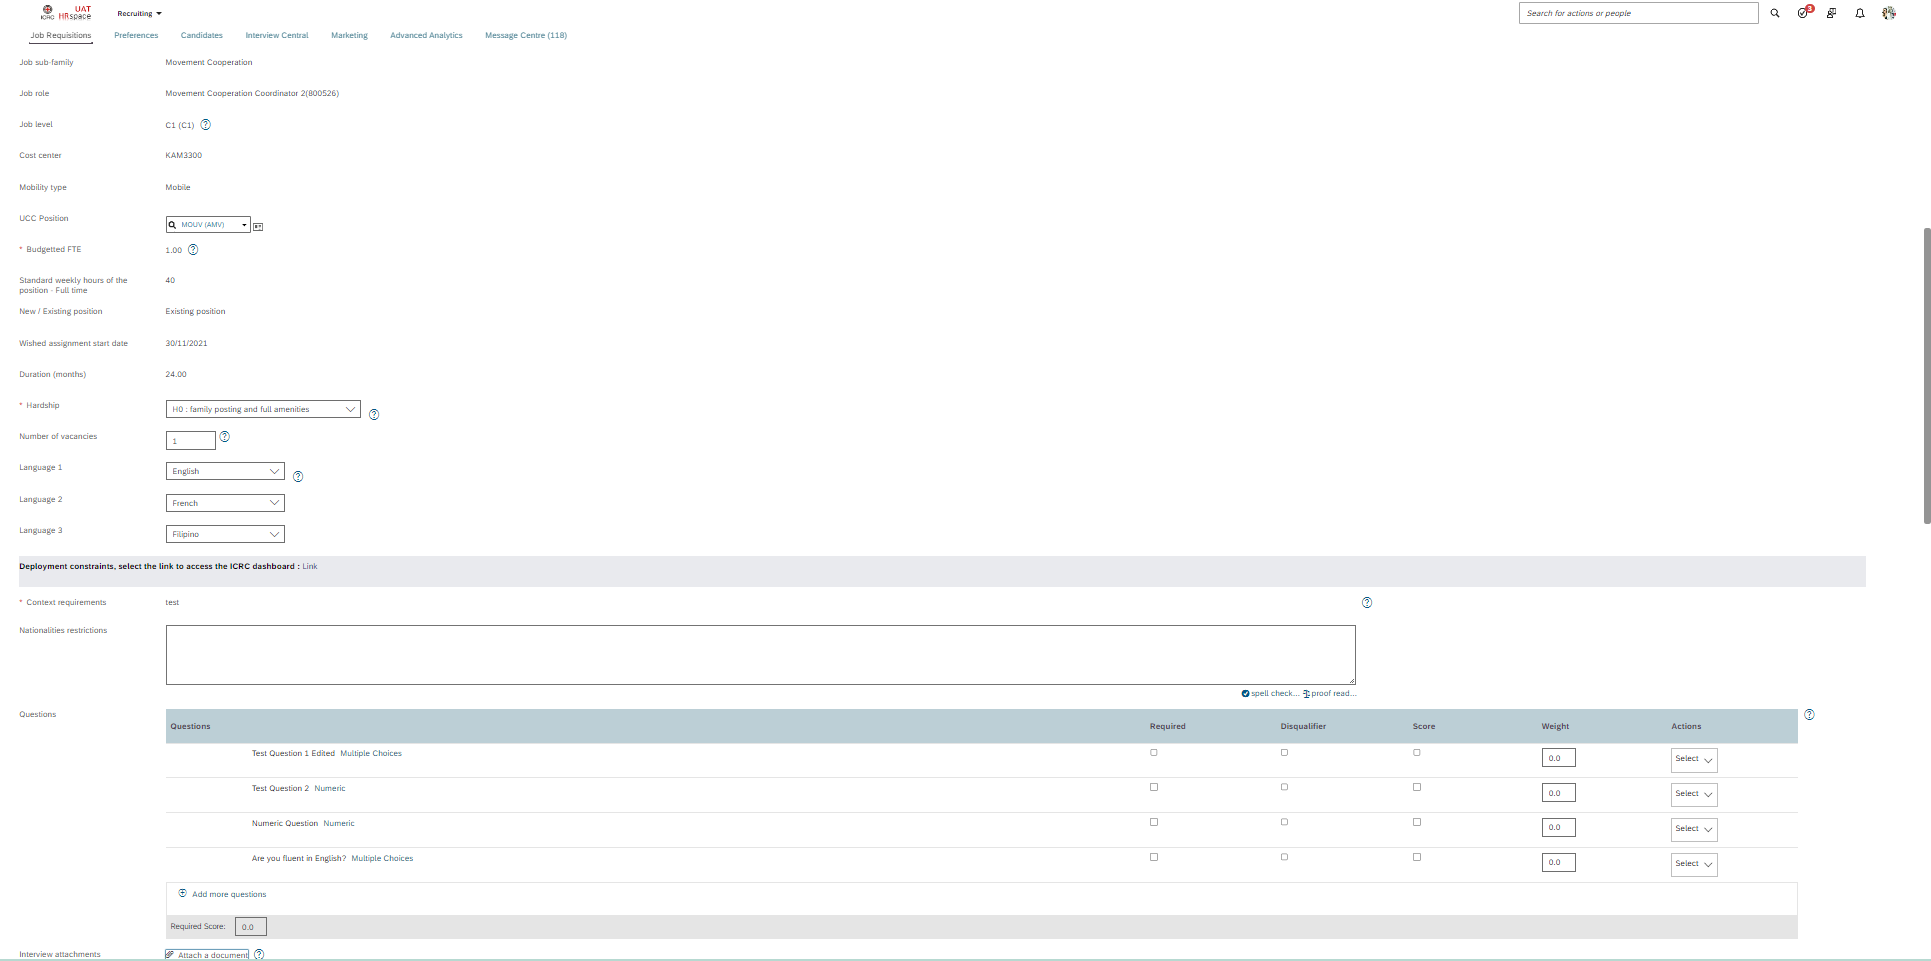 ICRC UAT HRspace Recruiting Search for actions or people 3
Job Requisitions Preferences Candidates Interview Central Marketing Advanced Analytics Message Centre (118)
Job sub-family Movement Cooperation
Job role Movement Cooperation Coordinator 2(800526)
Job level C1 (C1) ?
Cost center KAM3300
Mobility type Mobile
UCC Position MOUV (AMV)
* Budgetted FTE 1.00 ?
Standard weekly hours of the position - Full time 40
New / Existing position Existing position
Wished assignment start date 30/11/2021
Duration (months) 24.00
* Hardship H0 : family posting and full amenities ?
Number of vacancies 1 ?
Language 1 English ?
Language 2 French
Language 3 Filipino
Deployment constraints, select the link to access the ICRC dashboard : Link
* Context requirements test ?
Nationalities restrictions
spell check... proof read...
Questions ?
Questions Required Disqualifier Score Weight Actions
Test Question 1 Edited Multiple Choices 0.0 Select
Test Question 2 Numeric 0.0 Select
Numeric Question Numeric 0.0 Select
Are you fluent in English? Multiple Choices 0.0 Select
Add more questions
Required Score: 0.0
Interview attachments Attach a document ?